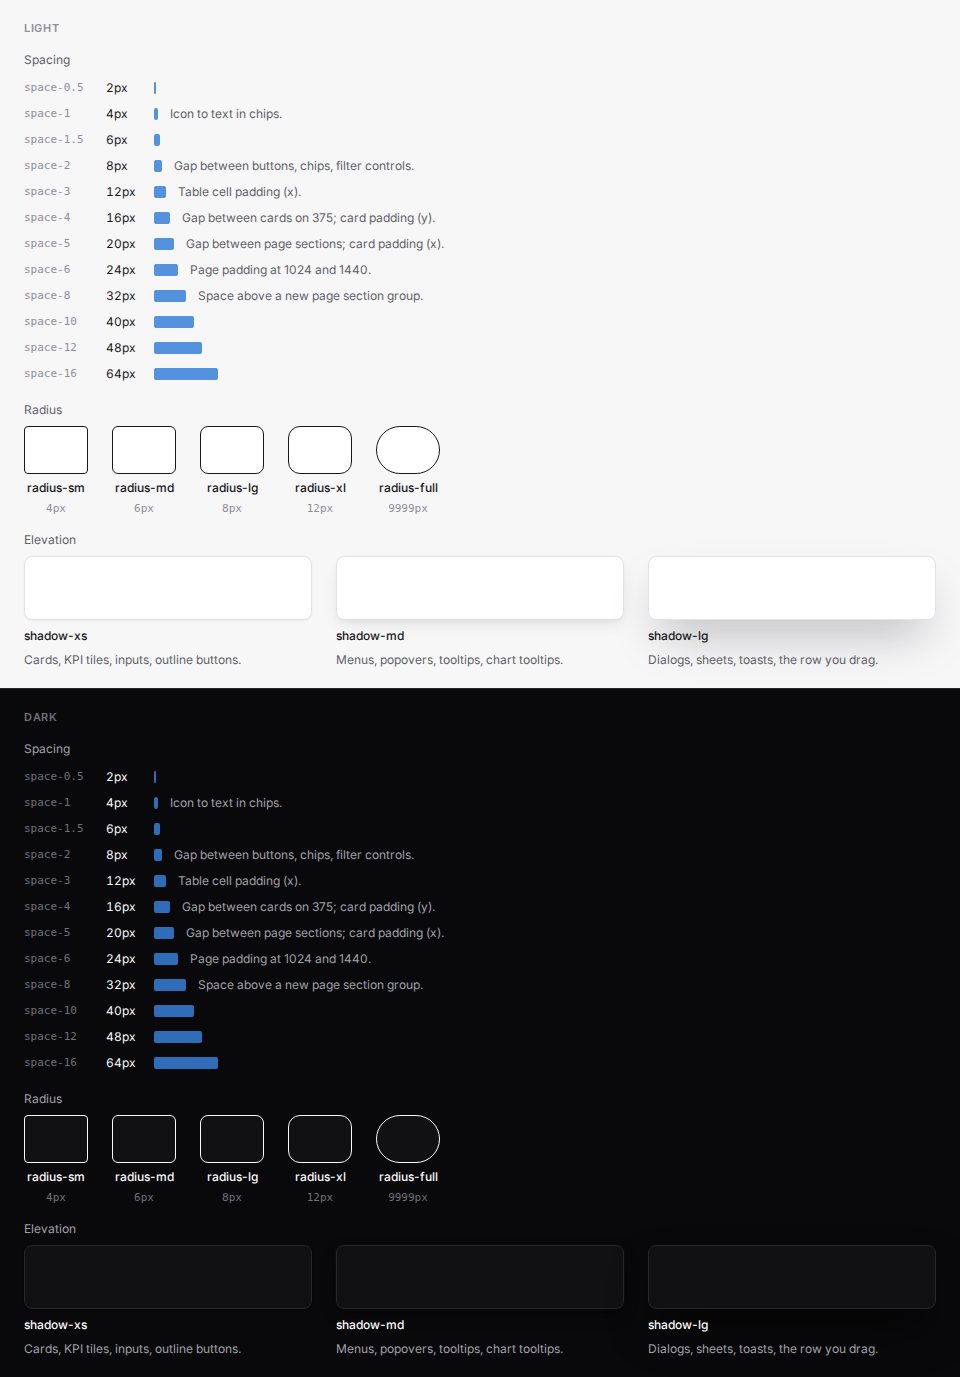 LIGHT
Spacing
space-0.5 2px
space-1 4px Icon to text in chips.
space-1.5 6px
space-2 8px Gap between buttons, chips, filter controls.
space-3 12px Table cell padding (x).
space-4 16px Gap between cards on 375; card padding (y).
space-5 20px Gap between page sections; card padding (x).
space-6 24px Page padding at 1024 and 1440.
space-8 32px Space above a new page section group.
space-10 40px
space-12 48px
space-16 64px
Radius
radius-sm radius-md radius-lg radius-xl radius-full
4px 6px 8px 12px 9999px
Elevation
shadow-xs shadow-md shadow-lg
Cards, KPI tiles, inputs, outline buttons. Menus, popovers, tooltips, chart tooltips. Dialogs, sheets, toasts, the row you drag.
DARK
Spacing
space-0.5 2px
space-1 4px Icon to text in chips.
space-1.5 6px
space-2 8px Gap between buttons, chips, filter controls.
space-3 12px Table cell padding (x).
space-4 16px Gap between cards on 375; card padding (y).
space-5 20px Gap between page sections; card padding (x).
space-6 24px Page padding at 1024 and 1440.
space-8 32px Space above a new page section group.
space-10 40px
space-12 48px
space-16 64px
Radius
radius-sm radius-md radius-lg radius-xl radius-full
4px 6px 8px 12px 9999px
Elevation
shadow-xs shadow-md shadow-lg
Cards, KPI tiles, inputs, outline buttons. Menus, popovers, tooltips, chart tooltips. Dialogs, sheets, toasts, the row you drag.